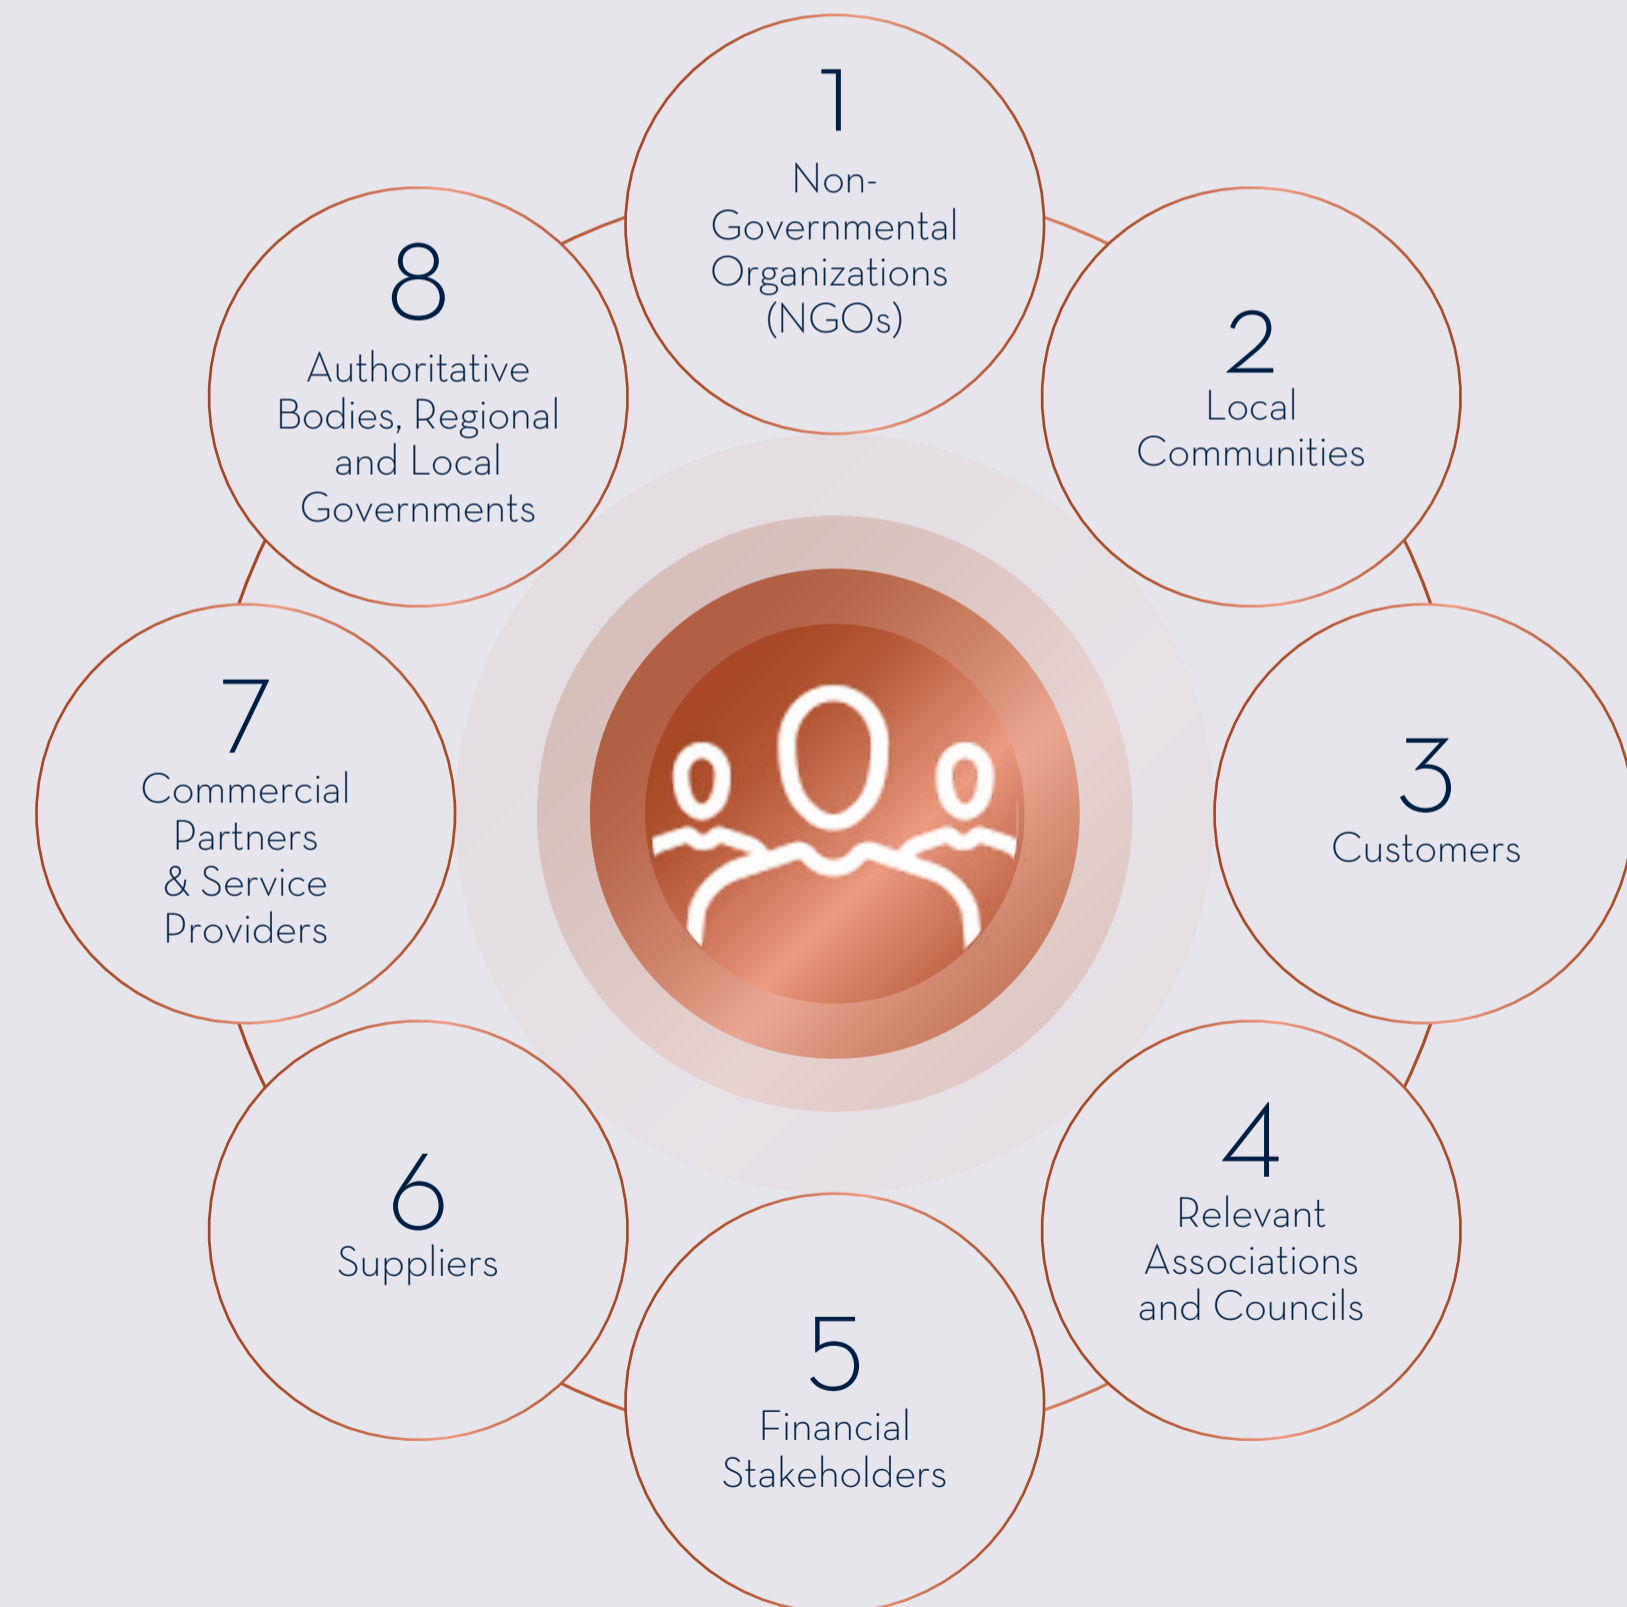 1
Non-
Governmental
Organizations
(NGOs)
2
Local
Communities
3
Customers
4
Relevant
Associations
and Councils
5
Financial
Stakeholders
6
Suppliers
7
Commercial
Partners
& Service
Providers
8
Authoritative
Bodies, Regional
and Local
Governments